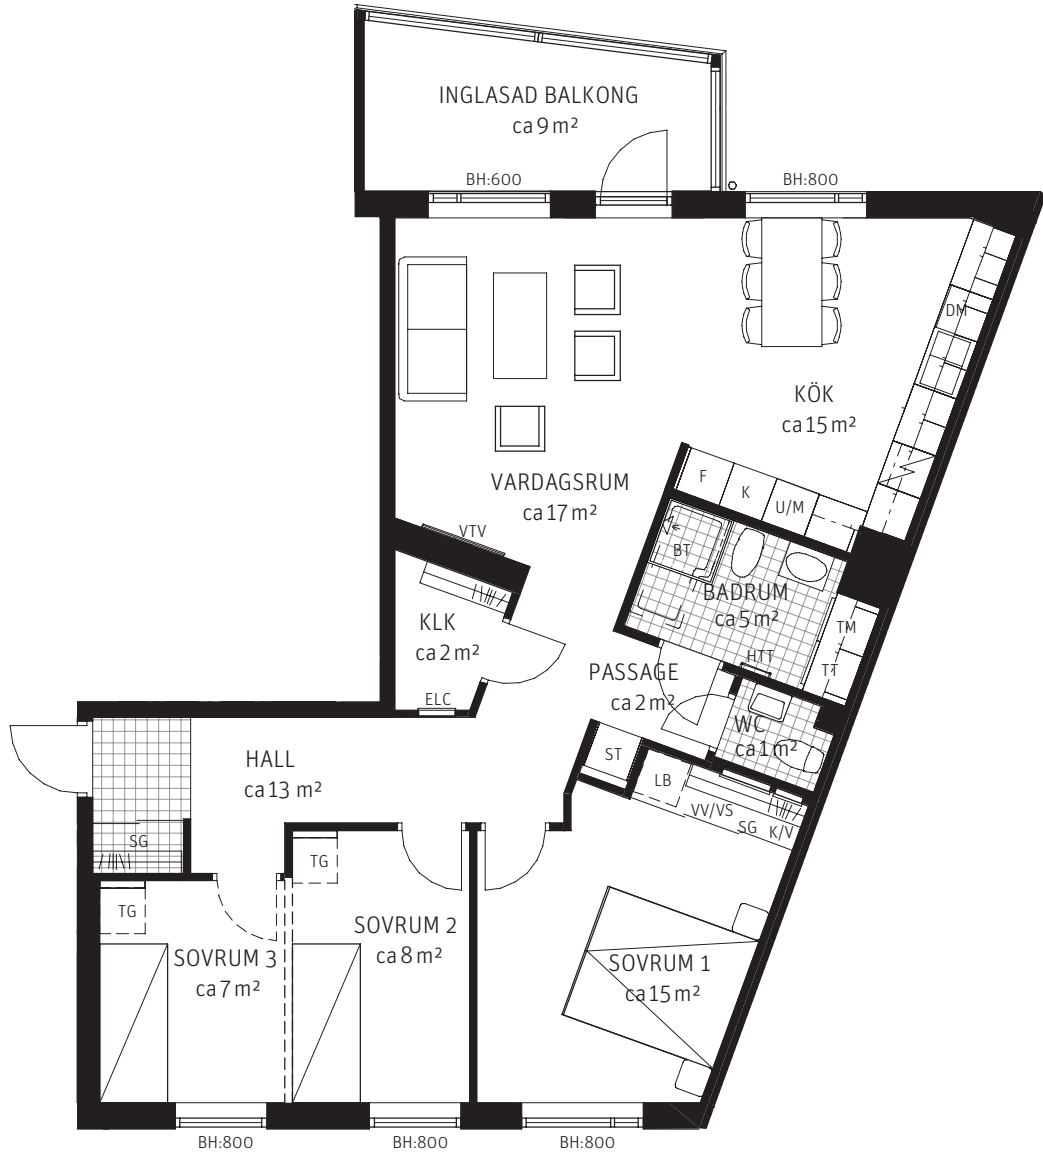 INGLASAD BALKONG
ca 9 m²
BH:600
BH:800
DM
KÖK
ca 15 m²
VARDAGSRUM
ca 17 m²
F
K
U/M
VTV
BT
BADRUM
ca 5 m²
TM
TT
HTT
KLK
ca 2 m²
ELC
PASSAGE
ca 2 m²
WC
ca 1 m²
HALL
ca 13 m²
ST
LB
VV/VS
SG
K/V
SG
TG
TG
SOVRUM 3
ca 7 m²
SOVRUM 2
ca 8 m²
SOVRUM 1
ca 15 m²
BH:800
BH:800
BH:800